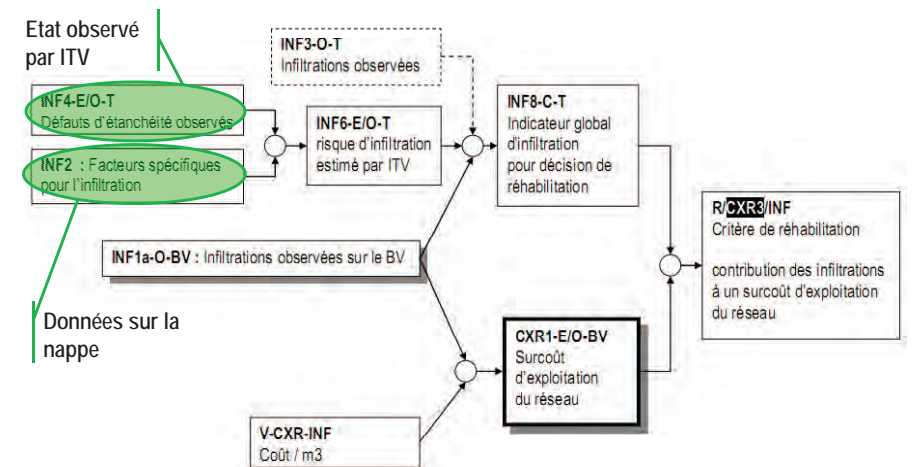 Etat observé
par ITV
INF3-O-T
Infiltrations observées
INF4-E/O-T
Défauts d'étanchéité observés
INF2 : Facteurs spécifiques
pour l'infiltration
INF6-E/O-T
risque d'infiltration
estimé par ITV
INF8-C-T
Indicateur global
d'infiltration
pour décision de
réhabilitation
R/CXR3/INF
Critère de réhabilitation
contribution des infiltrations
à un surcoût d'exploitation
du réseau
INF1a-O-BV : Infiltrations observées sur le BV
Données sur la
nappe
CXR1-E/O-BV
Surcoût
d'exploitation
du réseau
V-CXR-INF
Coût / m3